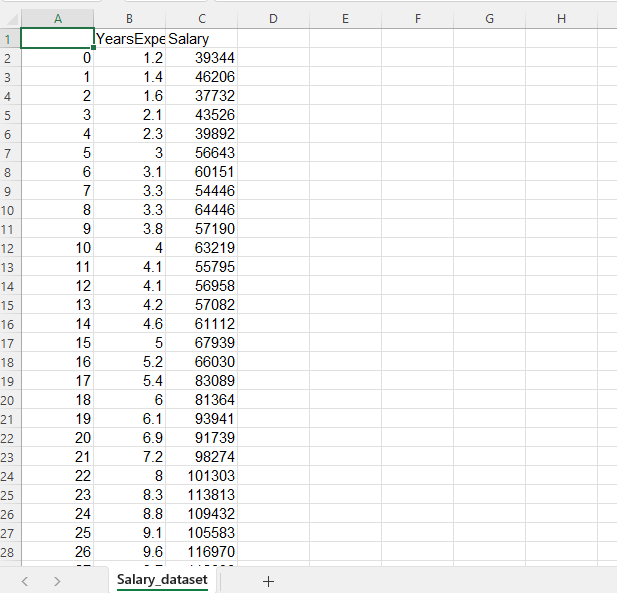 A B C D E F G H
1 YearsExpe Salary
2 0 1.2 39344
3 1 1.4 46206
4 2 1.6 37732
5 3 2.1 43526
6 4 2.3 39892
7 5 3 56643
8 6 3.1 60151
9 7 3.3 54446
10 8 3.3 64446
11 9 3.8 57190
12 10 4 63219
13 11 4.1 55795
14 12 4.1 56958
15 13 4.2 57082
16 14 4.6 61112
17 15 5 67939
18 16 5.2 66030
19 17 5.4 83089
20 18 6 81364
21 19 6.1 93941
22 20 6.9 91739
23 21 7.2 98274
24 22 8 101303
25 23 8.3 113813
26 24 8.8 109432
27 25 9.1 105583
28 26 9.6 116970
Salary_dataset